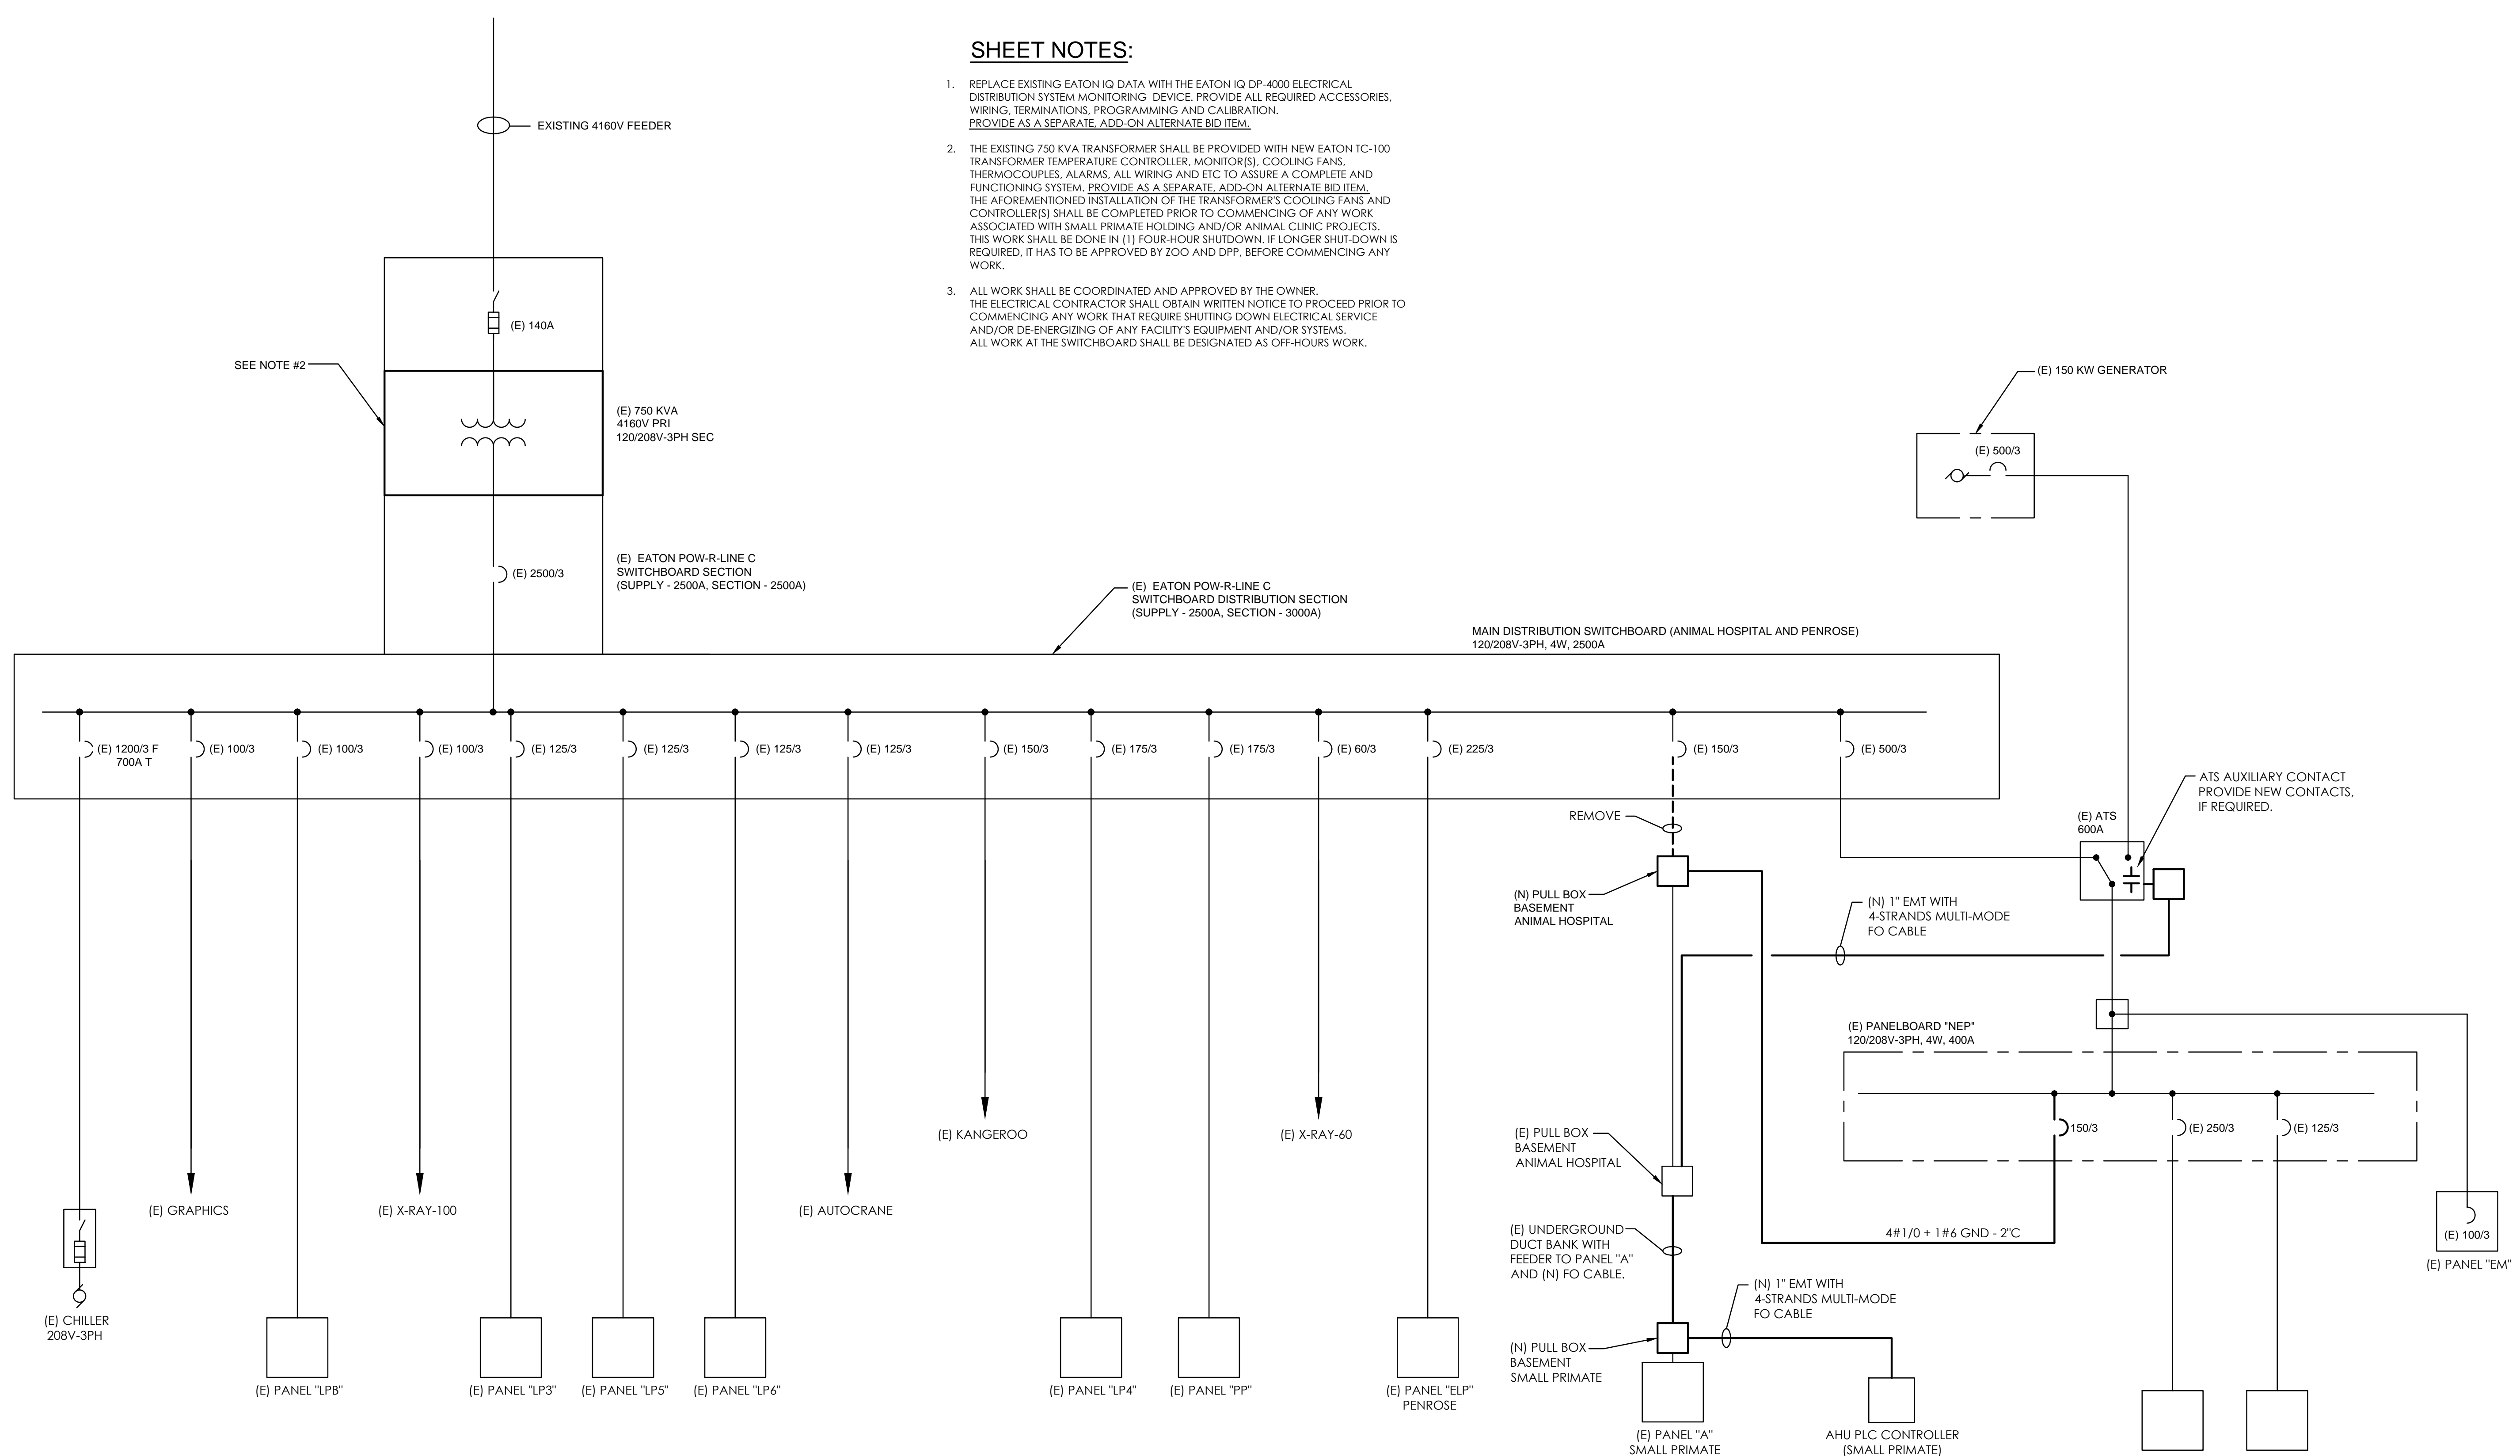 SHEET NOTES:
1. REPLACE EXISTING EATON IQ DATA WITH THE EATON IQ DP-4000 ELECTRICAL
DISTRIBUTION SYSTEM MONITORING DEVICE. PROVIDE ALL REQUIRED ACCESSORIES,
WIRING, TERMINATIONS, PROGRAMMING AND CALIBRATION.
PROVIDE AS A SEPARATE, ADD-ON ALTERNATE BID ITEM.
2. THE EXISTING 750 KVA TRANSFORMER SHALL BE PROVIDED WITH NEW EATON TC-100
TRANSFORMER TEMPERATURE CONTROLLER, MONITOR(S), COOLING FANS,
THERMOCOUPLES, ALARMS, ALL WIRING AND ETC TO ASSURE A COMPLETE AND
FUNCTIONING SYSTEM. PROVIDE AS A SEPARATE, ADD-ON ALTERNATE BID ITEM.
THE AFOREMENTIONED INSTALLATION OF THE TRANSFORMER'S COOLING FANS AND
CONTROLLER(S) SHALL BE COMPLETED PRIOR TO COMMENCING OF ANY WORK
ASSOCIATED WITH SMALL PRIMATE HOLDING AND/OR ANIMAL CLINIC PROJECTS.
THIS WORK SHALL BE DONE IN (1) FOUR-HOUR SHUTDOWN. IF LONGER SHUT-DOWN IS
REQUIRED, IT HAS TO BE APPROVED BY ZOO AND DPP, BEFORE COMMENCING ANY
WORK.
3. ALL WORK SHALL BE COORDINATED AND APPROVED BY THE OWNER.
THE ELECTRICAL CONTRACTOR SHALL OBTAIN WRITTEN NOTICE TO PROCEED PRIOR TO
COMMENCING ANY WORK THAT REQUIRE SHUTTING DOWN ELECTRICAL SERVICE
AND/OR DE-ENERGIZING OF ANY FACILITY'S EQUIPMENT AND/OR SYSTEMS.
ALL WORK AT THE SWITCHBOARD SHALL BE DESIGNATED AS OFF-HOURS WORK.
EXISTING 4160V FEEDER
(E) 140A
SEE NOTE #2
(E) 750 KVA
4160V PRI
120/208V-3PH SEC
(E) 2500/3
(E) EATON POW-R-LINE C
SWITCHBOARD SECTION
(SUPPLY - 2500A, SECTION - 2500A)
(E) EATON POW-R-LINE C
SWITCHBOARD DISTRIBUTION SECTION
(SUPPLY - 2500A, SECTION - 3000A)
MAIN DISTRIBUTION SWITCHBOARD (ANIMAL HOSPITAL AND PENROSE)
120/208V-3PH, 4W, 2500A
(E) 150 KW GENERATOR
(E) 500/3
(E) 1200/3 F
700A T
(E) 100/3
(E) 100/3
(E) 100/3
(E) 125/3
(E) 125/3
(E) 125/3
(E) 125/3
(E) 150/3
(E) 175/3
(E) 175/3
(E) 60/3
(E) 225/3
(E) 150/3
(E) 500/3
ATS AUXILIARY CONTACT
PROVIDE NEW CONTACTS,
IF REQUIRED.
REMOVE
(E) ATS
600A
(N) PULL BOX
BASEMENT
ANIMAL HOSPITAL
(N) 1" EMT WITH
4-STRANDS MULTI-MODE
FO CABLE
(E) PANELBOARD "NEP"
120/208V-3PH, 4W, 400A
150/3
(E) 250/3
(E) 125/3
(E) KANGEROO
(E) X-RAY-60
(E) PULL BOX
BASEMENT
ANIMAL HOSPITAL
(E) GRAPHICS
(E) X-RAY-100
(E) AUTOCRANE
(E) UNDERGROUND
DUCT BANK WITH
FEEDER TO PANEL "A"
AND (N) FO CABLE.
4#1/0 + 1#6 GND - 2"C
(E) 100/3
(E) PANEL "EM"
(N) 1" EMT WITH
4-STRANDS MULTI-MODE
FO CABLE
(E) CHILLER
208V-3PH
(N) PULL BOX
BASEMENT
SMALL PRIMATE
(E) PANEL "LPB"
(E) PANEL "LP3"
(E) PANEL "LP5"
(E) PANEL "LP6"
(E) PANEL "LP4"
(E) PANEL "PP"
(E) PANEL "ELP"
PENROSE
(E) PANEL "A"
SMALL PRIMATE
AHU PLC CONTROLLER
(SMALL PRIMATE)